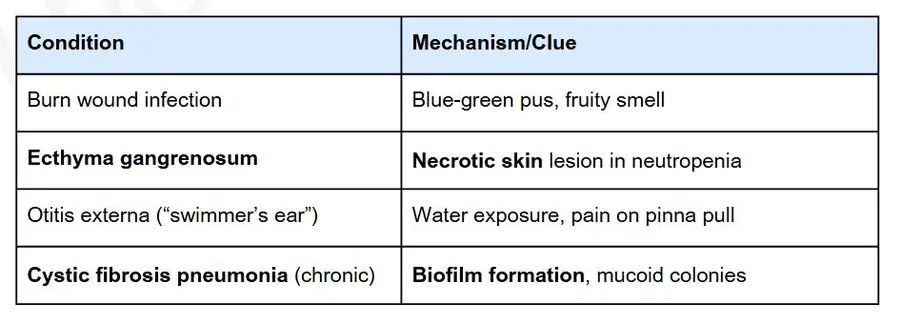 Condition Mechanism/Clue
Burn wound infection Blue-green pus, fruity smell
Ecthyma gangrenosum Necrotic skin lesion in neutropenia
Otitis externa (“swimmer’s ear”) Water exposure, pain on pinna pull
Cystic fibrosis pneumonia (chronic) Biofilm formation, mucoid colonies